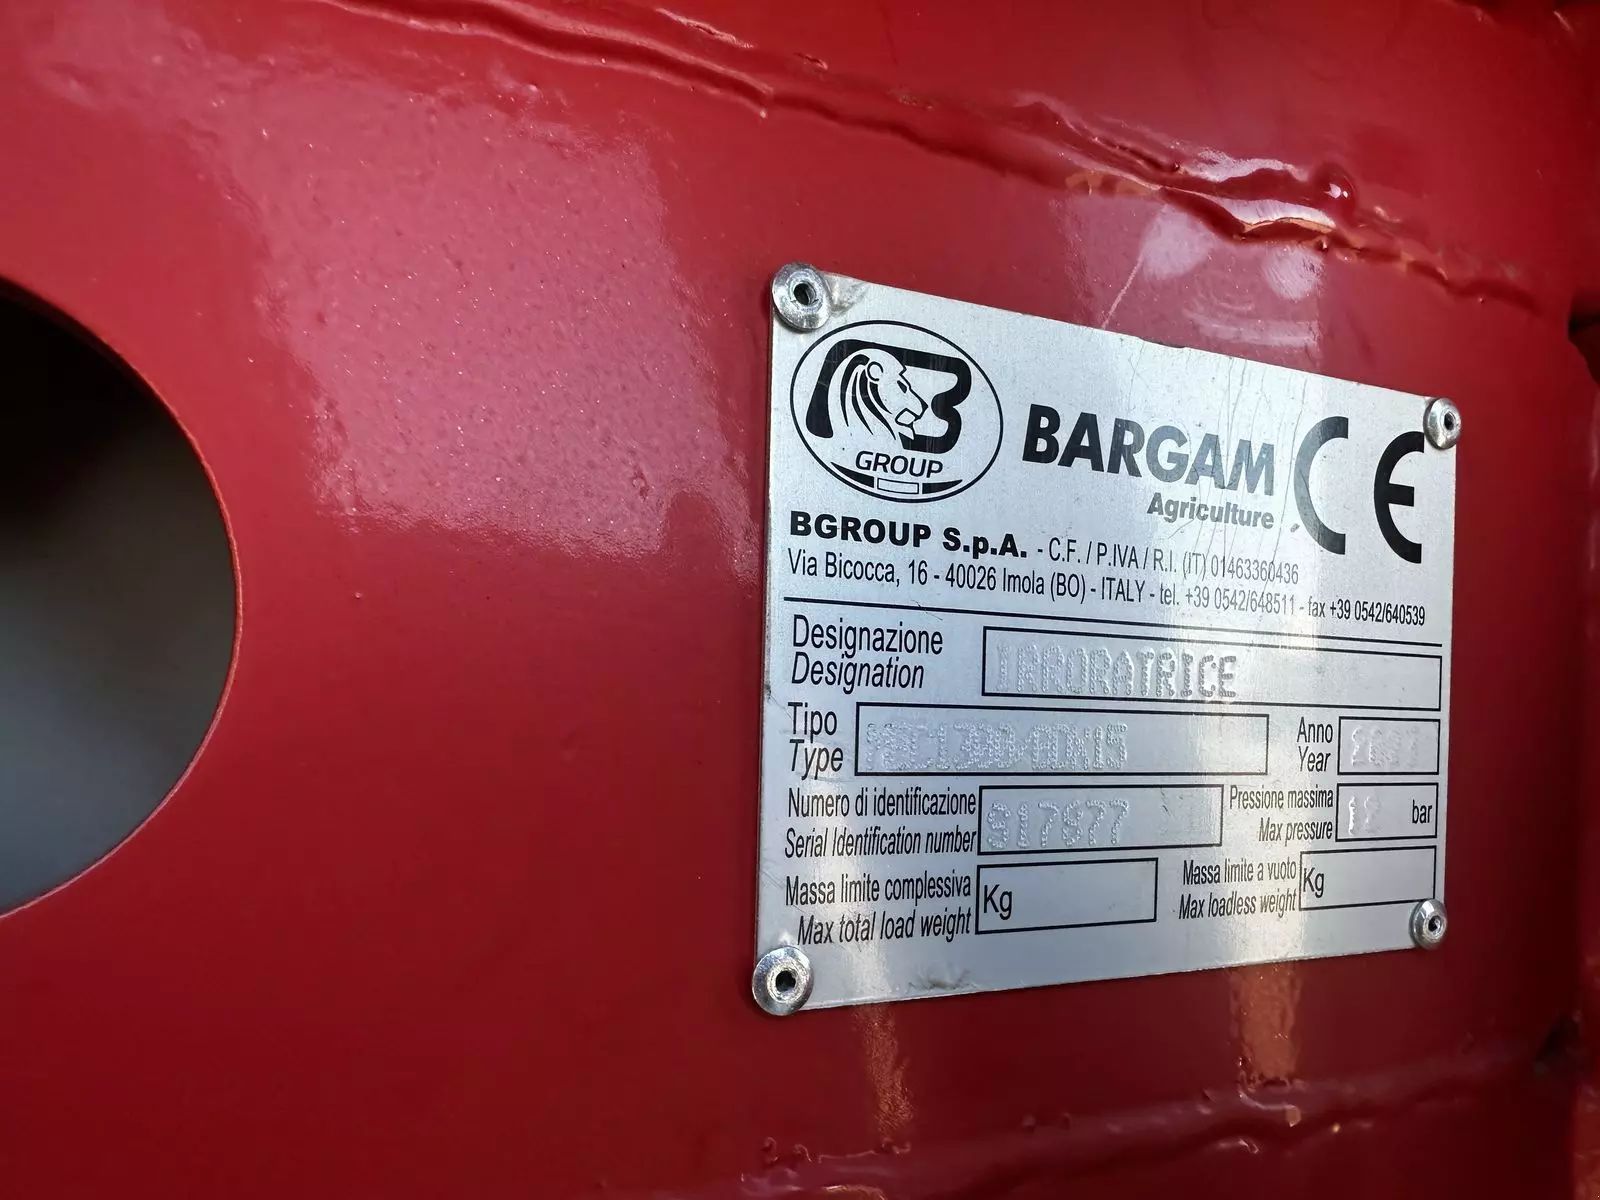 B
GROUP
BARGAM
Agriculture
CE
BGROUP S.p.A. - C.F. / P.IVA / R.I. (IT) 01463360436
Via Bicocca, 16 - 40026 Imola (BO) - ITALY - tel. +39 0542/648511 - fax +39 0542/640539
Designazione
Designation
IRRORATRICE
Tipo
Type
Anno
Year
Numero di identificazione
Serial Identification number
Pressione massima
Max pressure
bar
Massa limite complessiva
Max total load weight
Kg
Massa limite a vuoto
Max loadless weight
Kg